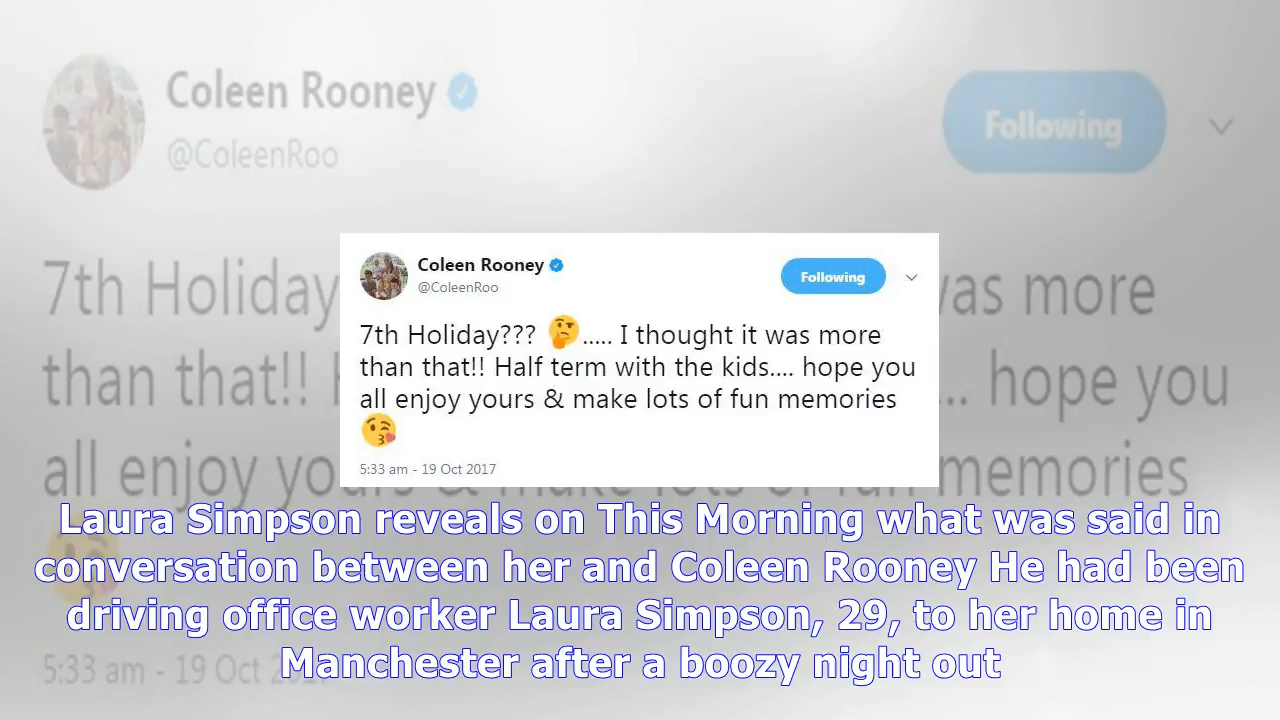 Coleen Rooney
@ColeenRoo
Following
7th Holiday??? 🤔..... I thought it was more
than that!! Half term with the kids.... hope you
all enjoy yours & make lots of fun memories
😘
5:33 am - 19 Oct 2017
Laura Simpson reveals on This Morning what was said in
conversation between her and Coleen Rooney He had been
driving office worker Laura Simpson, 29, to her home in
Manchester after a boozy night out